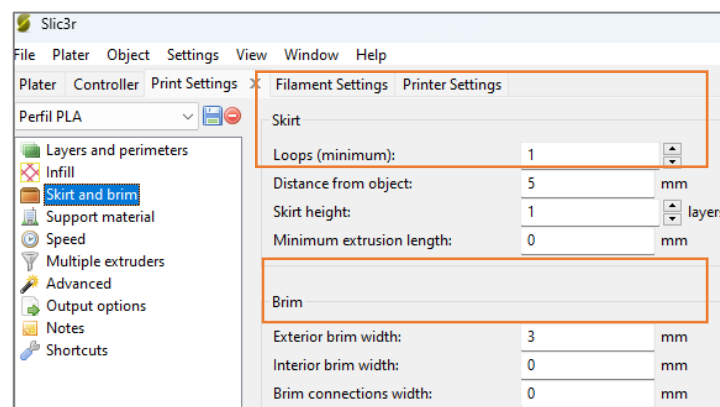 Slic3r
File Plater Object Settings View Window Help
Plater Controller Print Settings X Filament Settings Printer Settings
Perfil PLA
Layers and perimeters
Infill
Skirt and brim
Support material
Speed
Multiple extruders
Advanced
Output options
Notes
Shortcuts
Skirt
Loops (minimum): 1
Distance from object: 5 mm
Skirt height: 1 layers
Minimum extrusion length: 0 mm
Brim
Exterior brim width: 3 mm
Interior brim width: 0 mm
Brim connections width: 0 mm